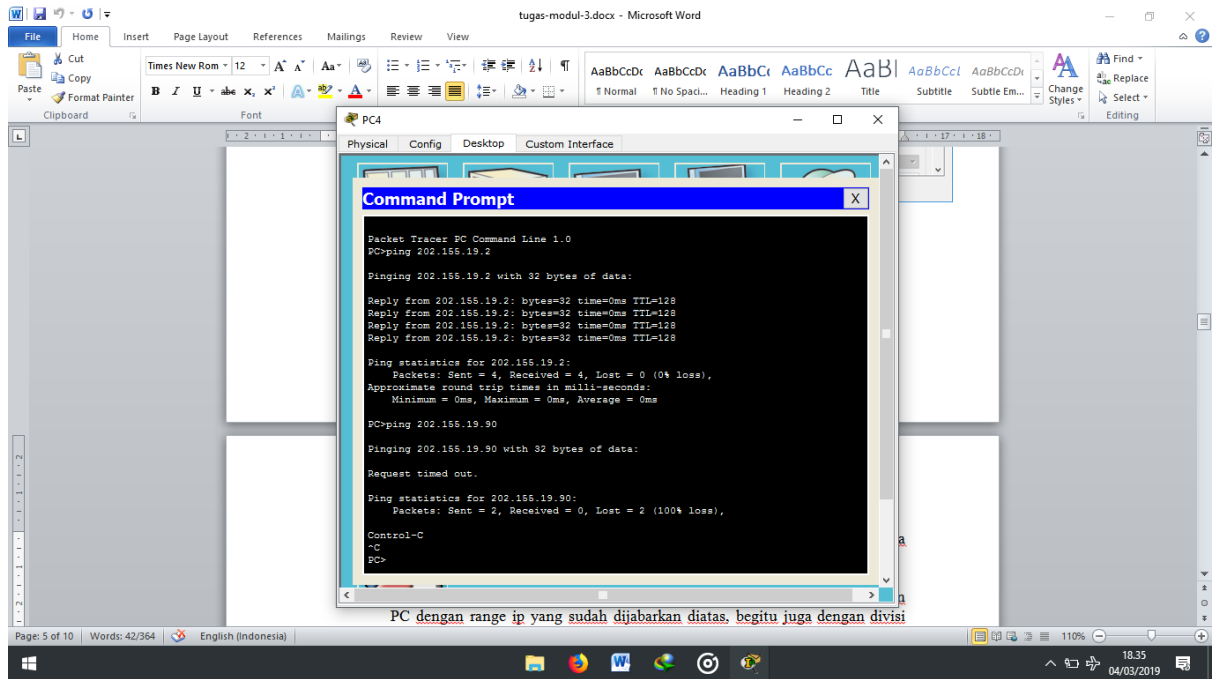 tugas-modul-3.docx - Microsoft Word
File Home Insert Page Layout References Mailings Review View
Paste
Cut
Copy
Format Painter
Clipboard
Times New Rom 12
Font
AaBbCcDc AaBbCcDc AaBbCc AaBbCc AaBl AaBbCcL AaBbCcDc
¶ Normal ¶ No Spaci... Heading 1 Heading 2 Title Subtitle Subtle Em...
Change Styles
Find
Replace
Select
Editing
PC4
Physical Config Desktop Custom Interface
Command Prompt X
Packet Tracer PC Command Line 1.0
PC>ping 202.155.19.2
Pinging 202.155.19.2 with 32 bytes of data:
Reply from 202.155.19.2: bytes=32 time=0ms TTL=128
Reply from 202.155.19.2: bytes=32 time=0ms TTL=128
Reply from 202.155.19.2: bytes=32 time=0ms TTL=128
Reply from 202.155.19.2: bytes=32 time=0ms TTL=128
Ping statistics for 202.155.19.2:
Packets: Sent = 4, Received = 4, Lost = 0 (0% loss),
Approximate round trip times in milli-seconds:
Minimum = 0ms, Maximum = 0ms, Average = 0ms
PC>ping 202.155.19.90
Pinging 202.155.19.90 with 32 bytes of data:
Request timed out.
Ping statistics for 202.155.19.90:
Packets: Sent = 2, Received = 0, Lost = 2 (100% loss),
Control-C
^C
PC>
PC dengan range ip yang sudah dijabarkan diatas, begitu juga dengan divisi
Page: 5 of 10 Words: 42/364 English (Indonesia) 110%
18.35
04/03/2019